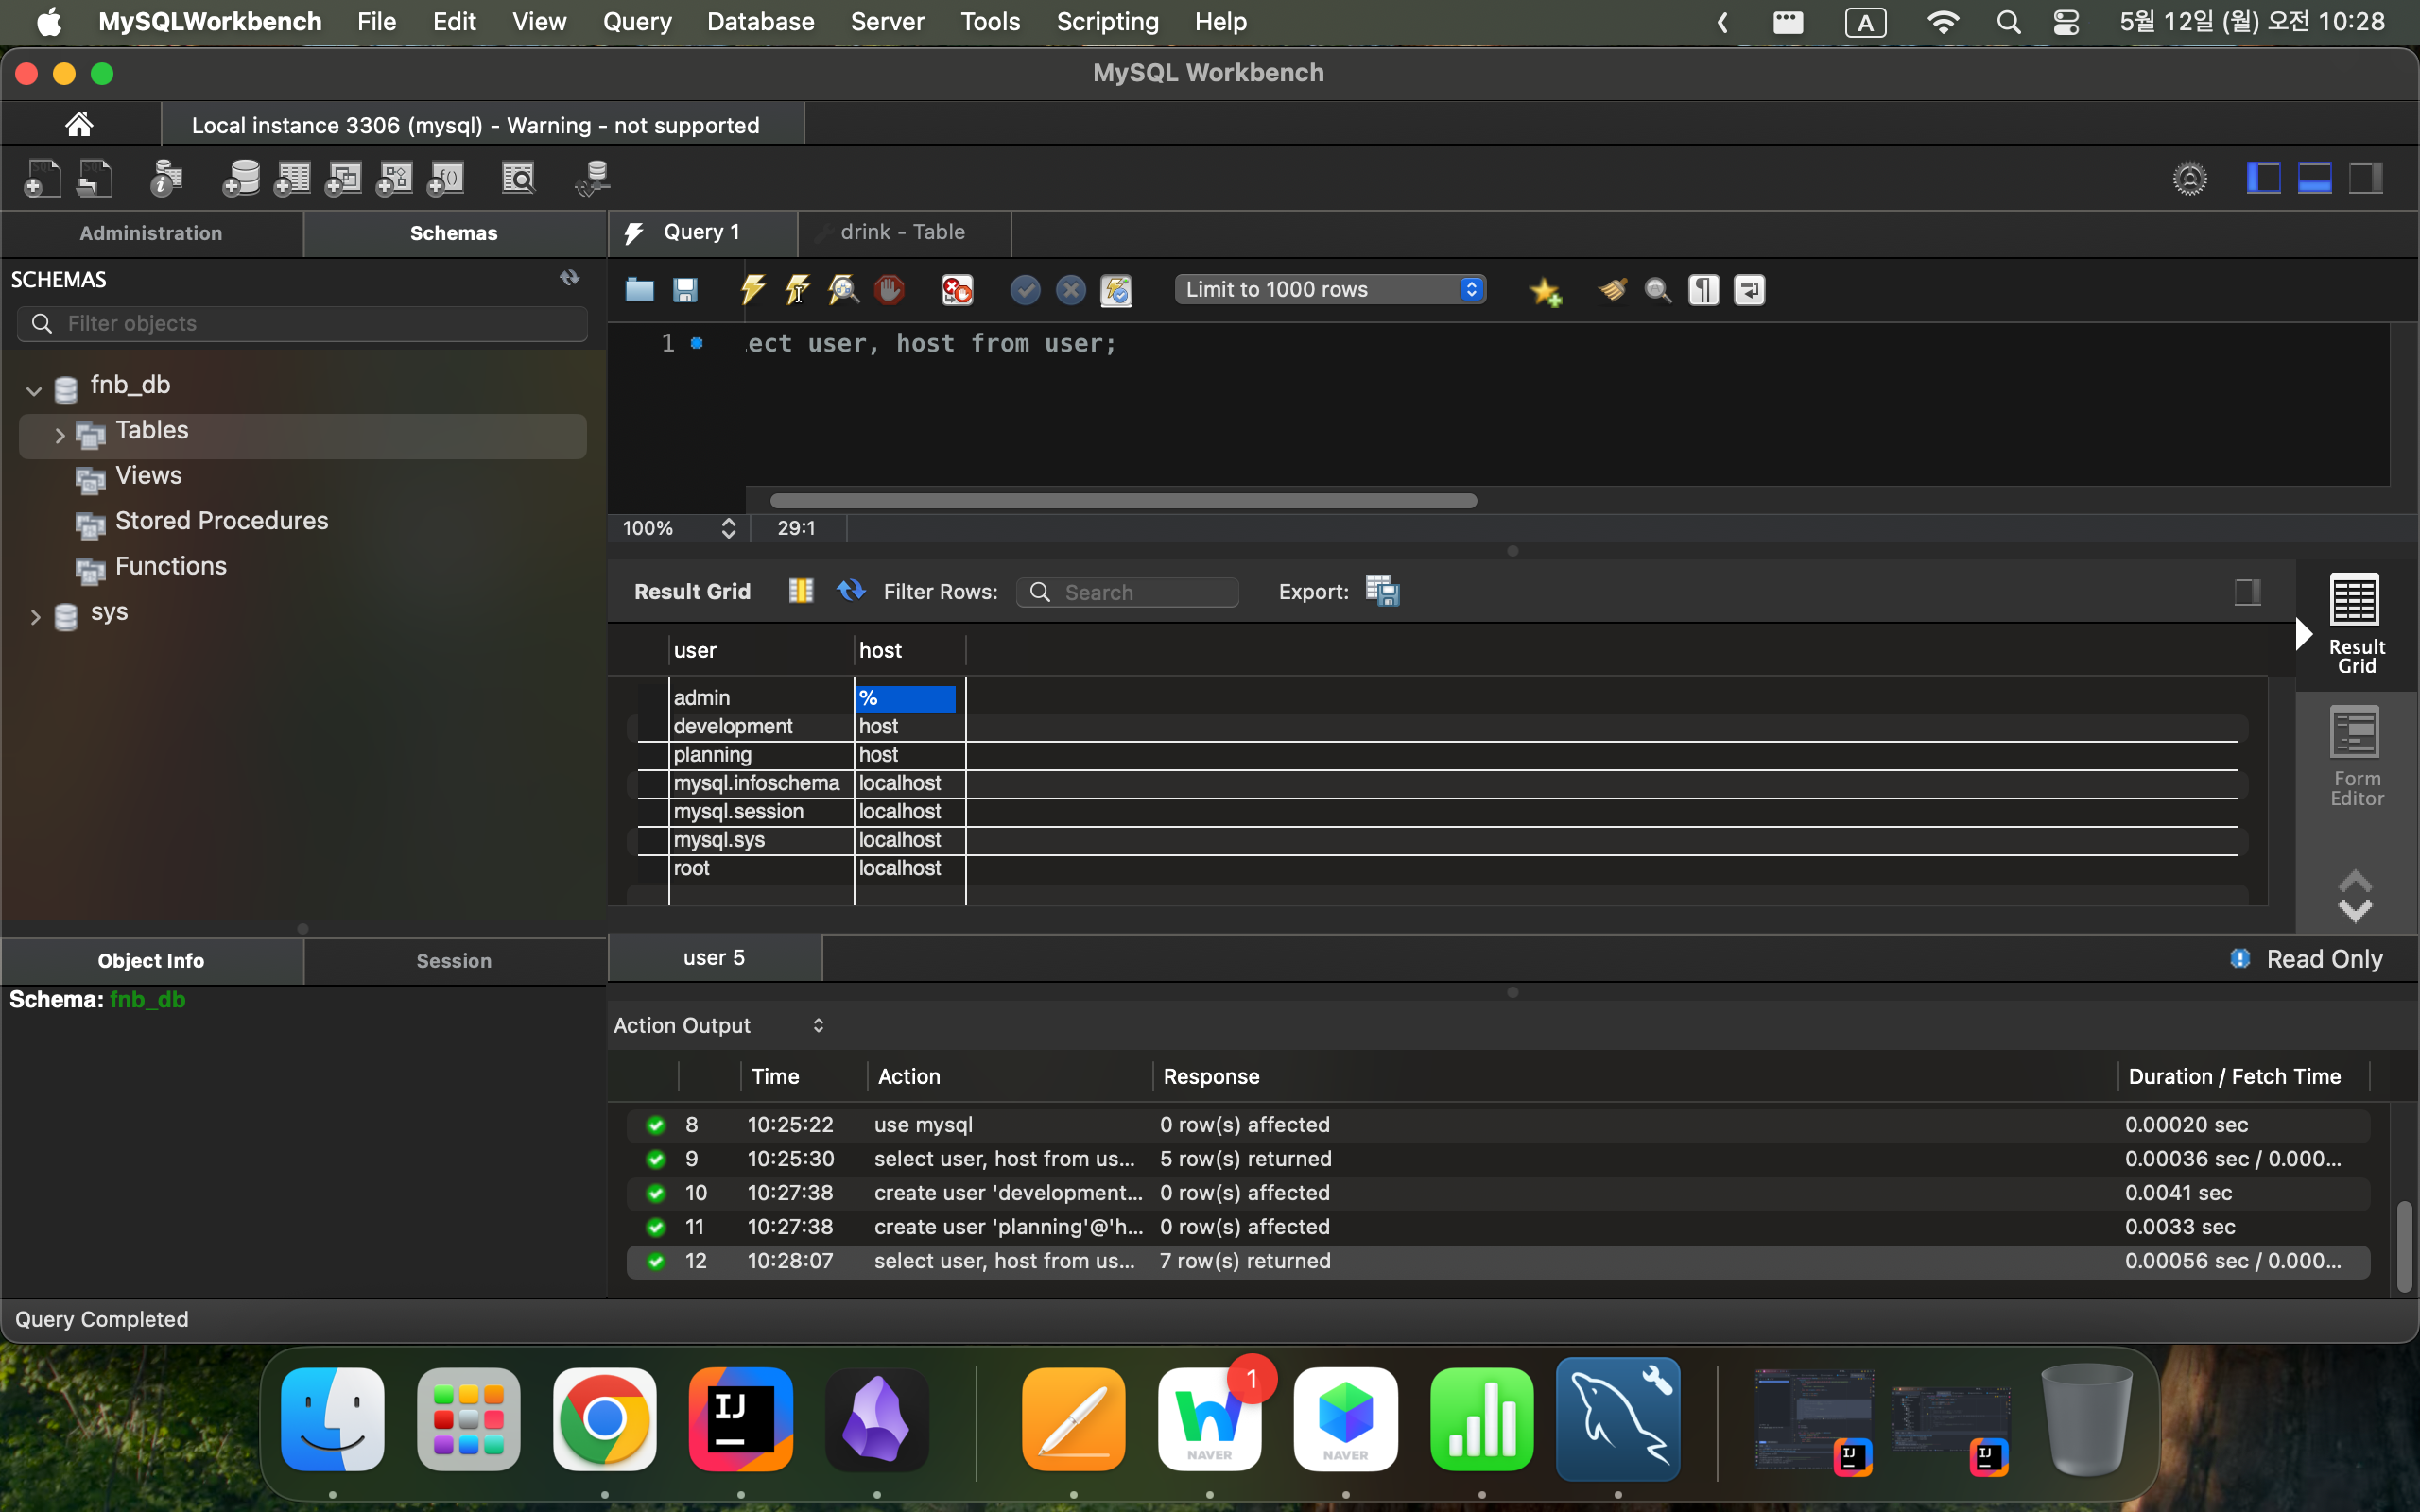 MySQLWorkbench File Edit View Query Database Server Tools Scripting Help A 5월 12일 (월) 오전 10:28
MySQL Workbench
Local instance 3306 (mysql) - Warning - not supported
Administration Schemas Query 1 drink - Table
SCHEMAS
Filter objects
Limit to 1000 rows
1 ect user, host from user;
fnb_db
Tables
Views
Stored Procedures
Functions
sys
100% 29:1
Result Grid Filter Rows: Search Export:
user host
admin %
development host
planning host
mysql.infoschema localhost
mysql.session localhost
mysql.sys localhost
root localhost
Result
Grid
Form
Editor
Object Info Session
Schema: fnb_db
user 5 Read Only
Action Output
Time Action Response Duration / Fetch Time
8 10:25:22 use mysql 0 row(s) affected 0.00020 sec
9 10:25:30 select user, host from us... 5 row(s) returned 0.00036 sec / 0.000...
10 10:27:38 create user 'development... 0 row(s) affected 0.0041 sec
11 10:27:38 create user 'planning'@'h... 0 row(s) affected 0.0033 sec
12 10:28:07 select user, host from us... 7 row(s) returned 0.00056 sec / 0.000...
Query Completed
IJ
1
NAVER
NAVER
IJ
IJ